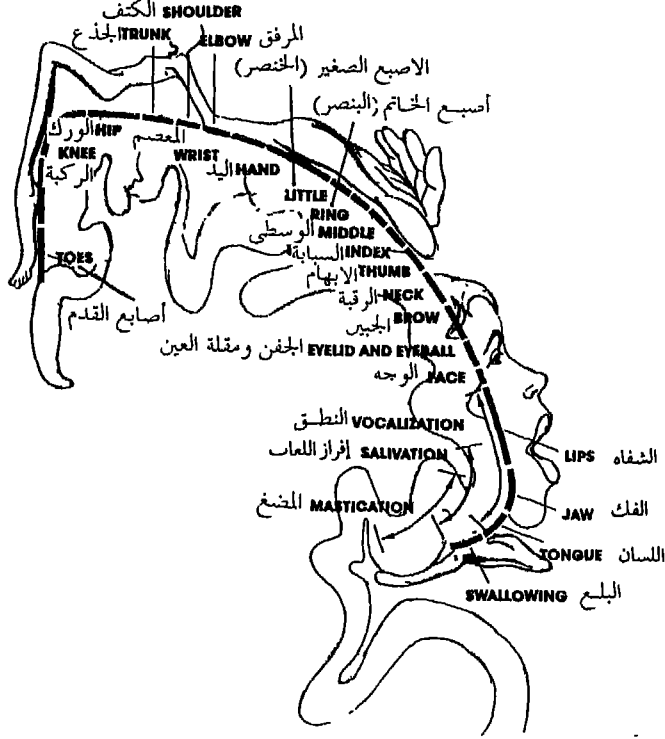 الكتف SHOULDER
الجذع TRUNK
ELBOW المرفق
الاصبع الصغير (الخنصر)
أصبع الخاتم (البنصر)
الورك HIP
المعصم
KNEE
WRIST
اليد HAND
الركبة
LITTLE
RING
الوسطى MIDDLE
السبابة INDEX
TOES
الابهام THUMB
الرقبة NECK
أصابع القدم
الجبين BROW
الجفن ومقلة العين EYELID AND EYEBALL
الوجه FACE
النطق VOCALIZATION
إفراز اللعاب SALIVATION
LIPS الشفاه
المضغ MASTICATION
JAW الفك
TONGUE اللسان
SWALLOWING البلع